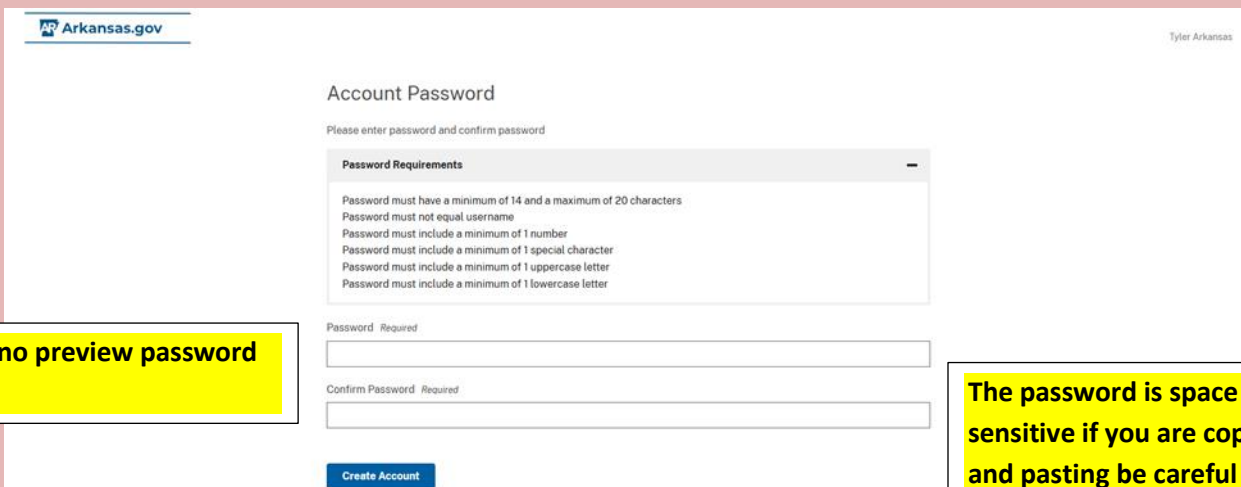 AR Arkansas.gov
Tyler Arkansas
Account Password
Please enter password and confirm password
Password Requirements
Password must have a minimum of 14 and a maximum of 20 characters
Password must not equal username
Password must include a minimum of 1 number
Password must include a minimum of 1 special character
Password must include a minimum of 1 uppercase letter
Password must include a minimum of 1 lowercase letter
Password Required
no preview password
Confirm Password Required
The password is space
sensitive if you are cop
and pasting be careful
Create Account